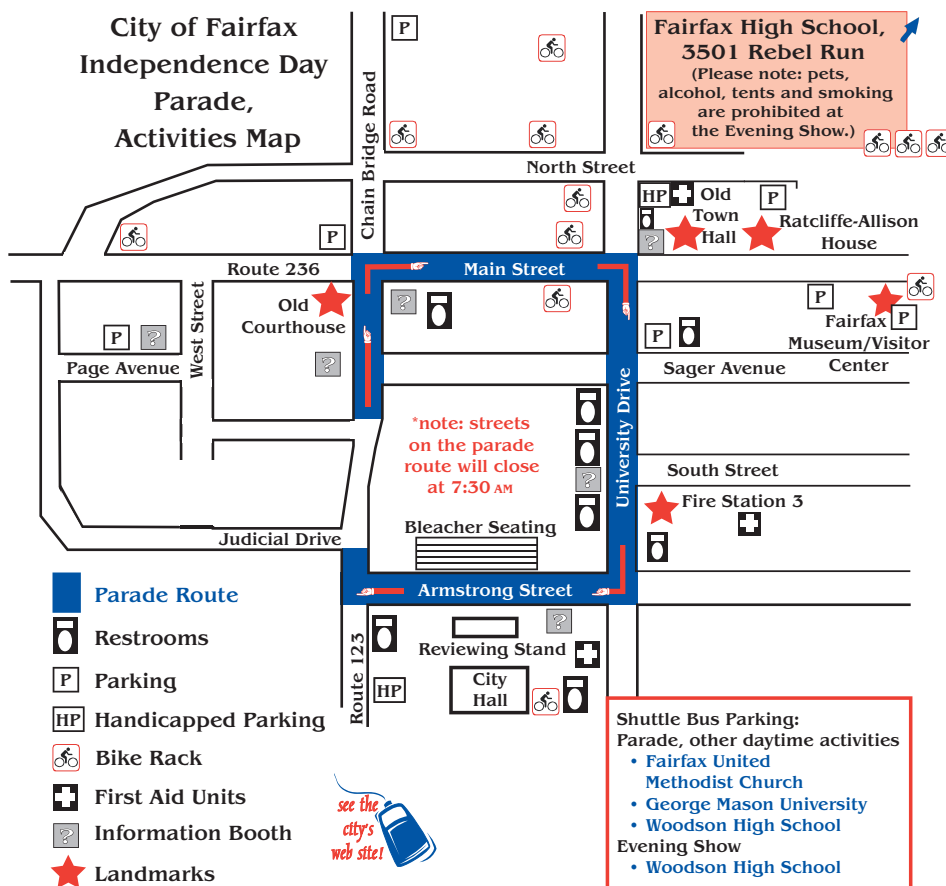 City of Fairfax
Independence Day
Parade,
Activities Map
Fairfax High School,
3501 Rebel Run
(Please note: pets,
alcohol, tents and smoking
are prohibited at
the Evening Show.)
P
Chain Bridge Road
North Street
HP
Old
Town
Hall
?
P
Ratcliffe-Allison
House
P
Route 236
Main Street
Old
Courthouse
?
?
West Street
P
?
Page Avenue
P
P
P
Fairfax
Museum/Visitor
Center
Sager Avenue
University Drive
*note: streets
on the parade
route will close
at 7:30 AM
?
South Street
Fire Station 3
Bleacher Seating
Judicial Drive
Armstrong Street
Route 123
?
Reviewing Stand
HP
City
Hall
Parade Route
Restrooms
P
Parking
HP
Handicapped Parking
Bike Rack
First Aid Units
?
Information Booth
Landmarks
see the
city's
web site!
Shuttle Bus Parking:
Parade, other daytime activities
• Fairfax United
Methodist Church
• George Mason University
• Woodson High School
Evening Show
• Woodson High School